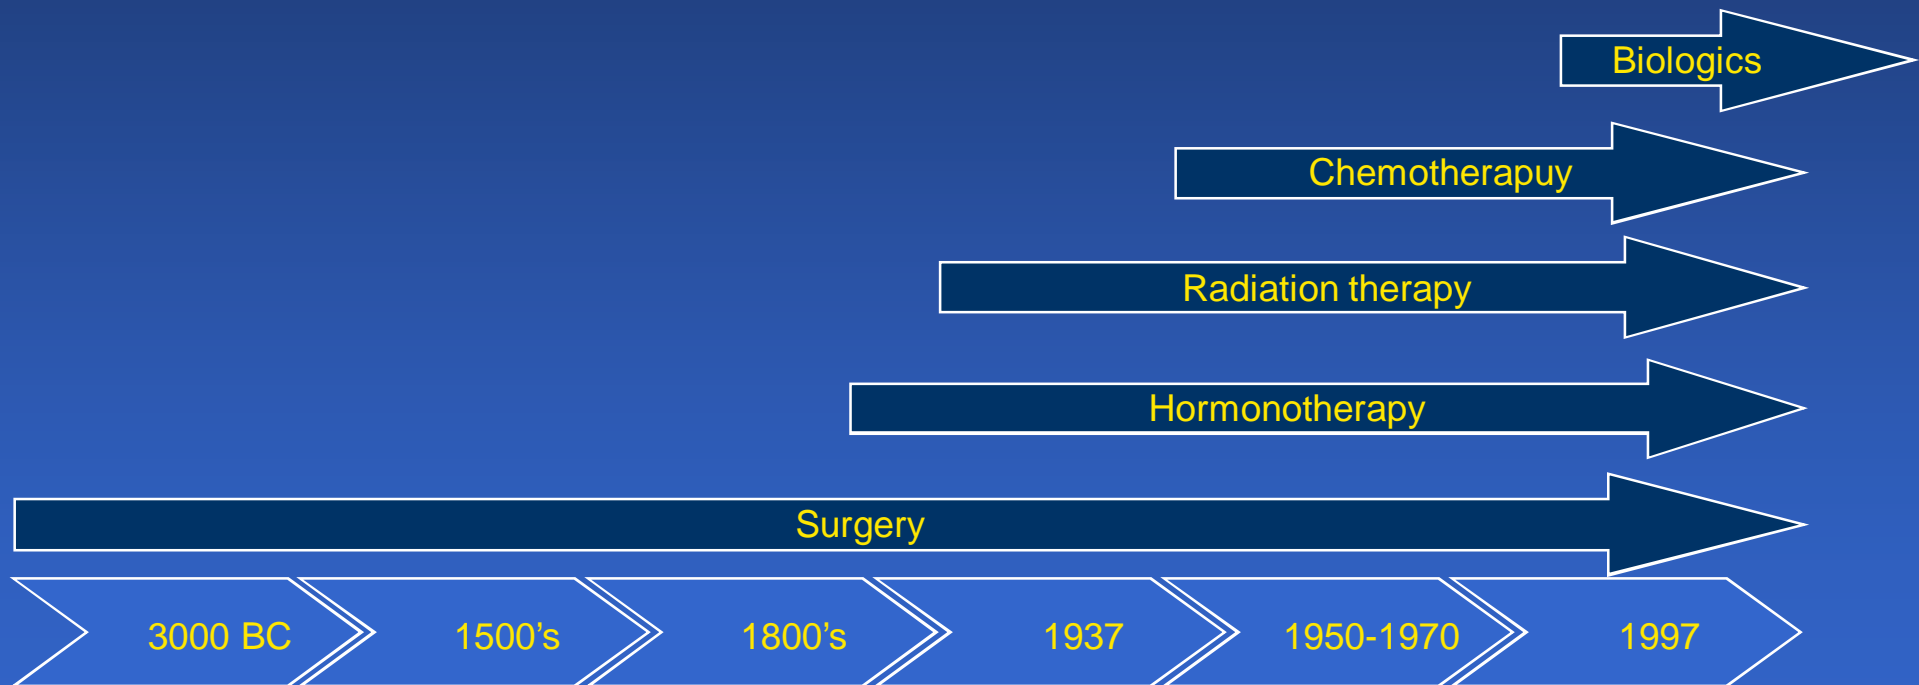 Biologics
Chemotherapuy
Radiation therapy
Hormonotherapy
Surgery
3000 BC
1500’s
1800’s
1937
1950-1970
1997